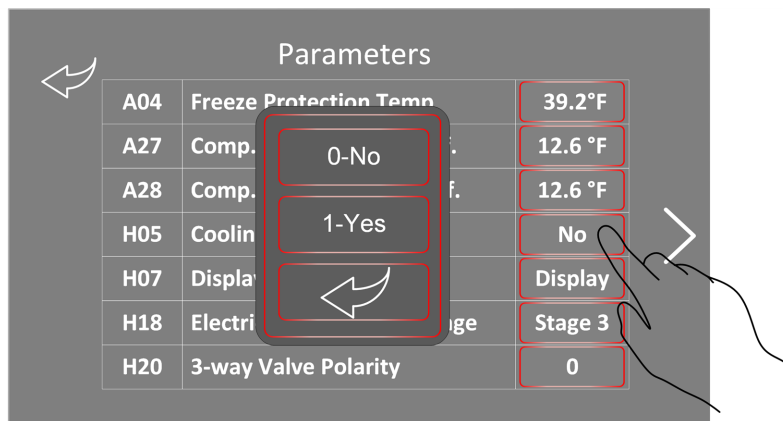 Parameters
A04 Freeze Protection Temp 39.2°F
A27 Comp. f. 12.6 °F
A28 Comp. f. 12.6 °F
H05 Coolin No
H07 Display Display
H18 Electri ge Stage 3
H20 3-way Valve Polarity 0
0-No
1-Yes